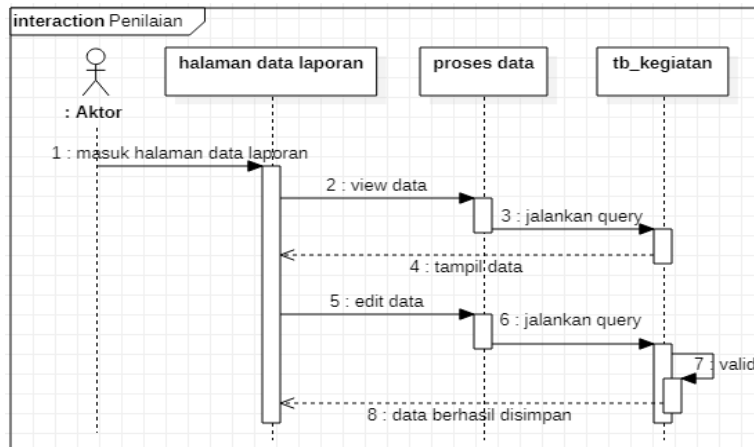 interaction Penilaian
halaman data laporan
proses data
tb_kegiatan
: Aktor
1 : masuk halaman data laporan
2 : view data
3 : jalankan query
4 : tampil data
5 : edit data
6 : jalankan query
7 : valid
8 : data berhasil disimpan